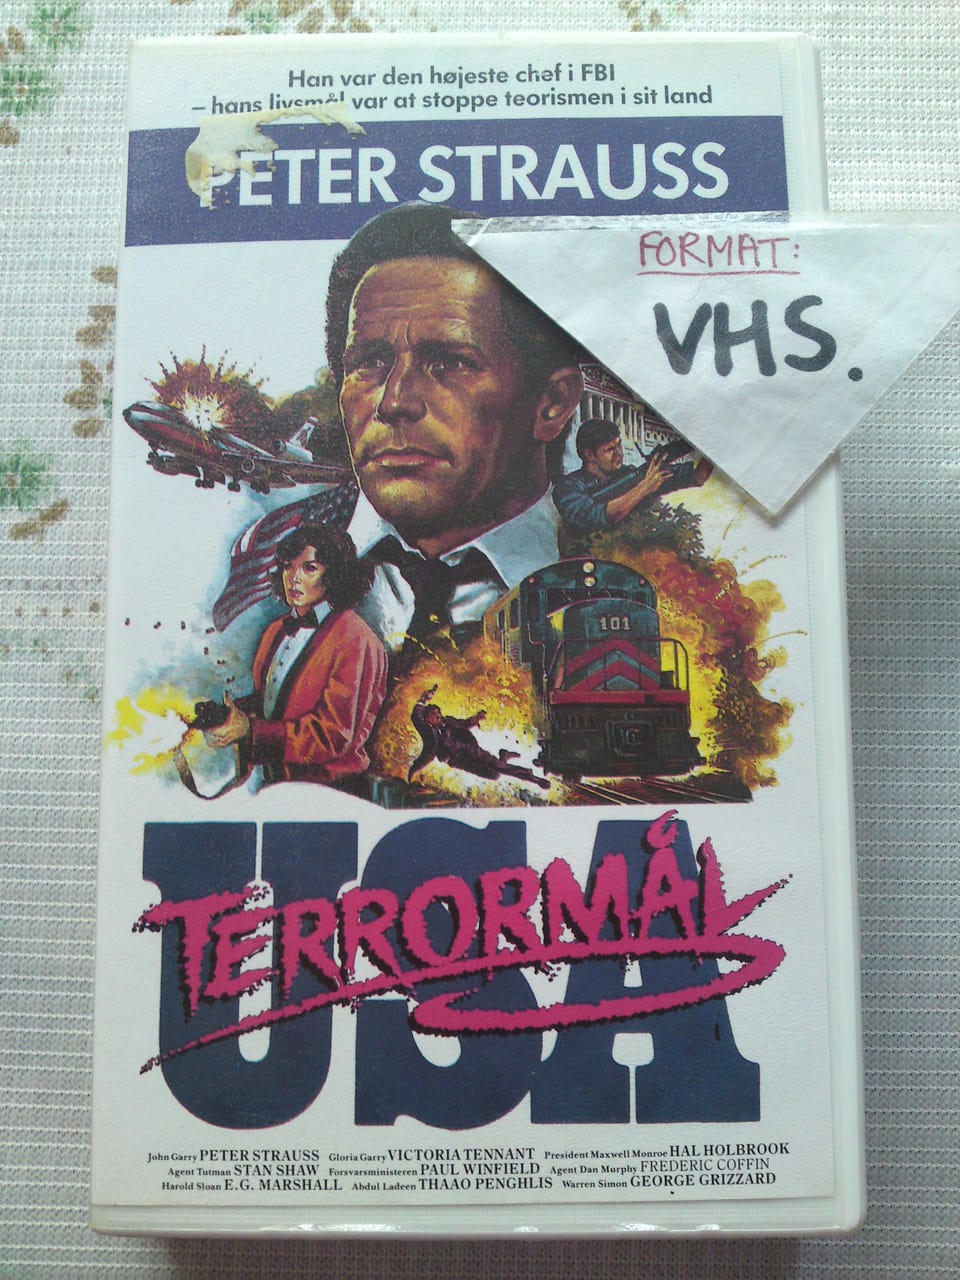 Han var den højeste chef i FBI
– hans livsmål var at stoppe teorismen i sit land
PETER STRAUSS
FORMAT:
VHS.
101
USA
TERRORMÅL
John Garry PETER STRAUSS Gloria Garry VICTORIA TENNANT President Maxwell Monroe HAL HOLBROOK
Agent Tutman STAN SHAW Forsvarsministeren PAUL WINFIELD Agent Dan Murphy FREDERIC COFFIN
Harold Sloan E.G. MARSHALL Abdul Ladeen THAAO PENGHLIS Warren Simon GEORGE GRIZZARD